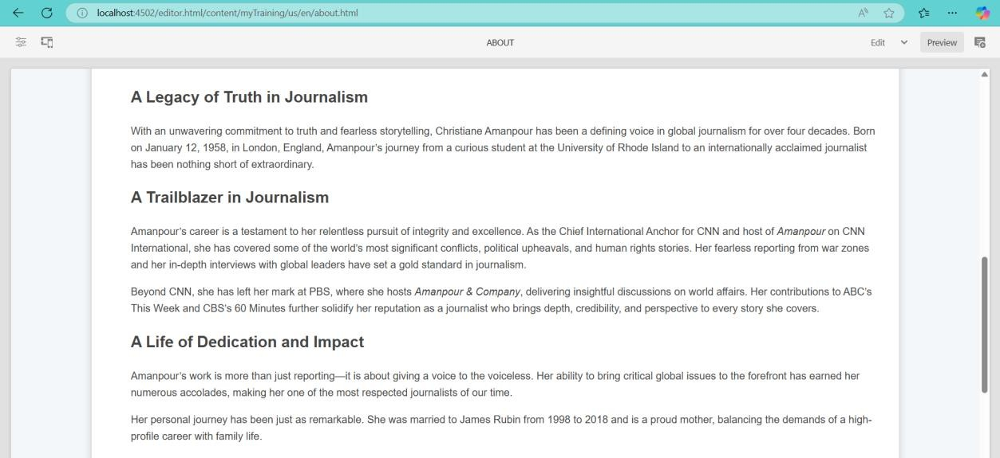 localhost:4502/editor.html/content/myTraining/us/en/about.html
ABOUT
Edit
Preview
A Legacy of Truth in Journalism
With an unwavering commitment to truth and fearless storytelling, Christiane Amanpour has been a defining voice in global journalism for over four decades. Born
on January 12, 1958, in London, England, Amanpour's journey from a curious student at the University of Rhode Island to an internationally acclaimed journalist
has been nothing short of extraordinary.
A Trailblazer in Journalism
Amanpour's career is a testament to her relentless pursuit of integrity and excellence. As the Chief International Anchor for CNN and host of Amanpour on CNN
International, she has covered some of the world's most significant conflicts, political upheavals, and human rights stories. Her fearless reporting from war zones
and her in-depth interviews with global leaders have set a gold standard in journalism.
Beyond CNN, she has left her mark at PBS, where she hosts Amanpour & Company, delivering insightful discussions on world affairs. Her contributions to ABC's
This Week and CBS's 60 Minutes further solidify her reputation as a journalist who brings depth, credibility, and perspective to every story she covers.
A Life of Dedication and Impact
Amanpour's work is more than just reporting—it is about giving a voice to the voiceless. Her ability to bring critical global issues to the forefront has earned her
numerous accolades, making her one of the most respected journalists of our time.
Her personal journey has been just as remarkable. She was married to James Rubin from 1998 to 2018 and is a proud mother, balancing the demands of a high-
profile career with family life.